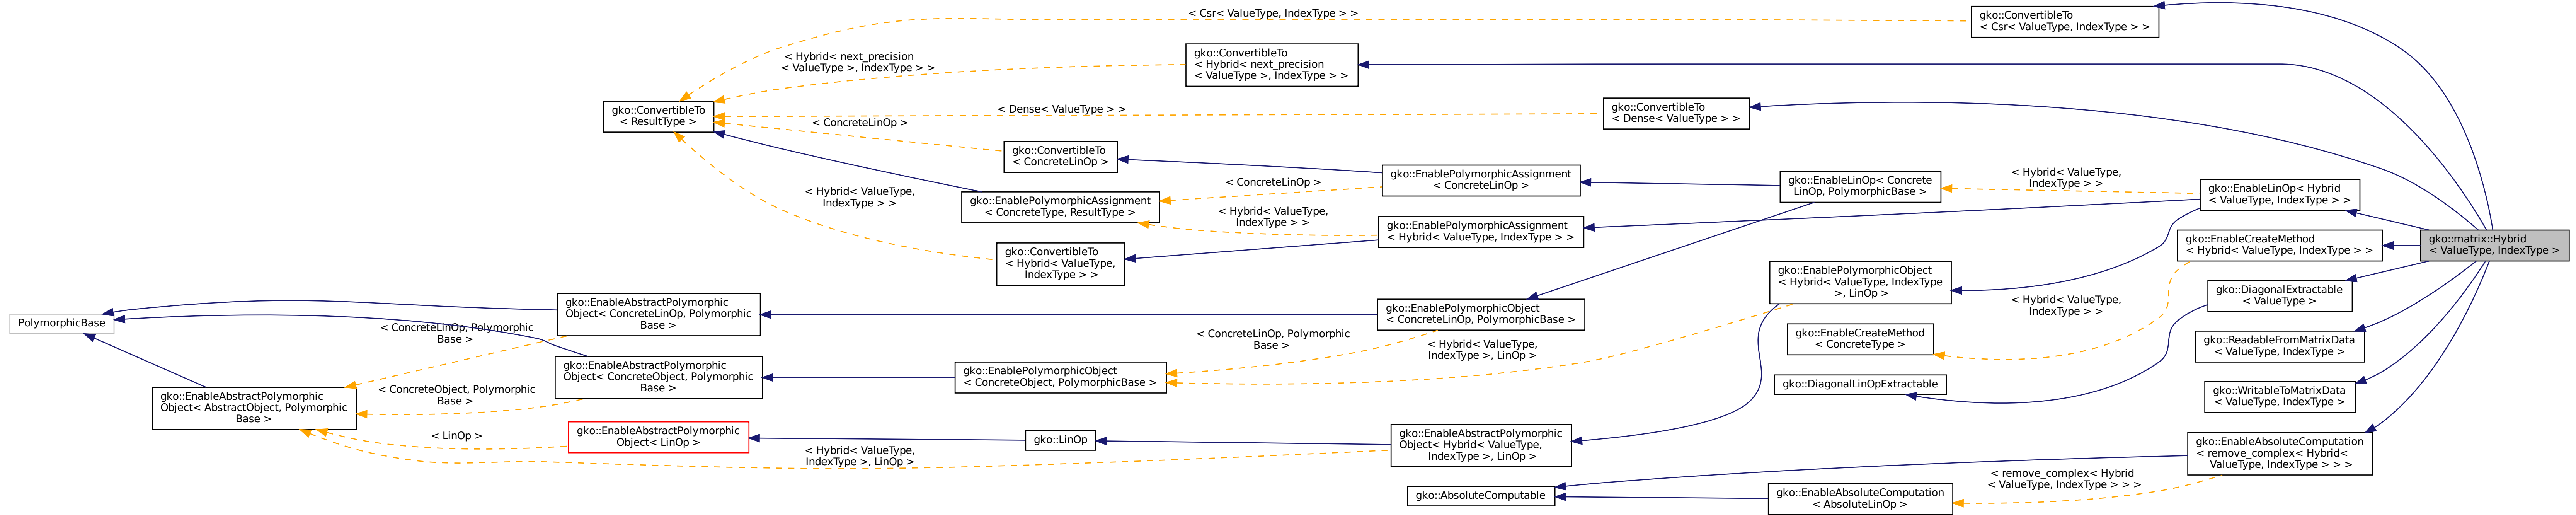 < Csr< ValueType, IndexType > >
gko::ConvertibleTo
< Csr< ValueType, IndexType > >
< Hybrid< next_precision
< ValueType >, IndexType > >
gko::ConvertibleTo
< Hybrid< next_precision
< ValueType >, IndexType > >
gko::ConvertibleTo
< ResultType >
< Dense< ValueType > >
gko::ConvertibleTo
< Dense< ValueType > >
< ConcreteLinOp >
gko::ConvertibleTo
< ConcreteLinOp >
gko::EnablePolymorphicAssignment
< ConcreteLinOp >
gko::EnableLinOp< Concrete
LinOp, PolymorphicBase >
< Hybrid< ValueType,
IndexType > >
gko::EnableLinOp< Hybrid
< ValueType, IndexType > >
< Hybrid< ValueType,
IndexType > >
gko::EnablePolymorphicAssignment
< ConcreteType, ResultType >
< ConcreteLinOp >
< Hybrid< ValueType,
IndexType > >
gko::EnablePolymorphicAssignment
< Hybrid< ValueType, IndexType > >
gko::ConvertibleTo
< Hybrid< ValueType,
IndexType > >
gko::EnableCreateMethod
< Hybrid< ValueType, IndexType > >
gko::matrix::Hybrid
< ValueType, IndexType >
gko::EnablePolymorphicObject
< Hybrid< ValueType, IndexType
>, LinOp >
< Hybrid< ValueType,
IndexType > >
gko::DiagonalExtractable
< ValueType >
PolymorphicBase
gko::EnableAbstractPolymorphic
Object< ConcreteLinOp, Polymorphic
Base >
gko::EnablePolymorphicObject
< ConcreteLinOp, PolymorphicBase >
gko::EnableCreateMethod
< ConcreteType >
gko::ReadableFromMatrixData
< ValueType, IndexType >
< ConcreteLinOp, Polymorphic
Base >
< ConcreteLinOp, Polymorphic
Base >
< Hybrid< ValueType,
IndexType >, LinOp >
gko::EnableAbstractPolymorphic
Object< ConcreteObject, Polymorphic
Base >
gko::EnablePolymorphicObject
< ConcreteObject, PolymorphicBase >
gko::DiagonalLinOpExtractable
gko::WritableToMatrixData
< ValueType, IndexType >
gko::EnableAbstractPolymorphic
Object< AbstractObject, Polymorphic
Base >
< ConcreteObject, Polymorphic
Base >
< LinOp >
gko::EnableAbstractPolymorphic
Object< LinOp >
gko::LinOp
gko::EnableAbstractPolymorphic
Object< Hybrid< ValueType,
IndexType >, LinOp >
< Hybrid< ValueType,
IndexType >, LinOp >
gko::EnableAbsoluteComputation
< remove_complex< Hybrid<
ValueType, IndexType > > >
gko::AbsoluteComputable
gko::EnableAbsoluteComputation
< AbsoluteLinOp >
< remove_complex< Hybrid
< ValueType, IndexType > > >